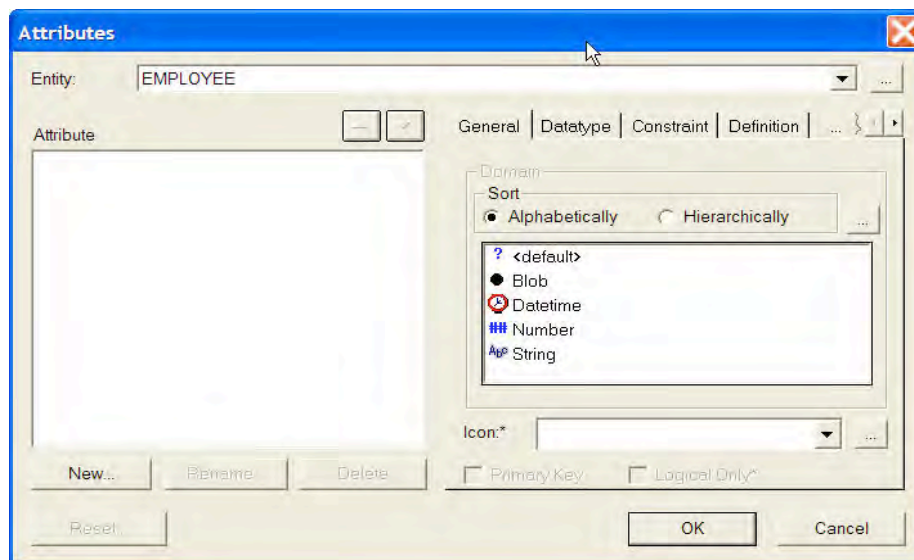 Attributes
Entity: EMPLOYEE ...
Attribute
General Datatype Constraint Definition ...
Domain
Sort
Alphabetically Hierarchically ...
? <default>
Blob
Datetime
## Number
Abc String
Icon:* ...
New... Rename Delete
Primary Key Logical Only*
Reset OK Cancel